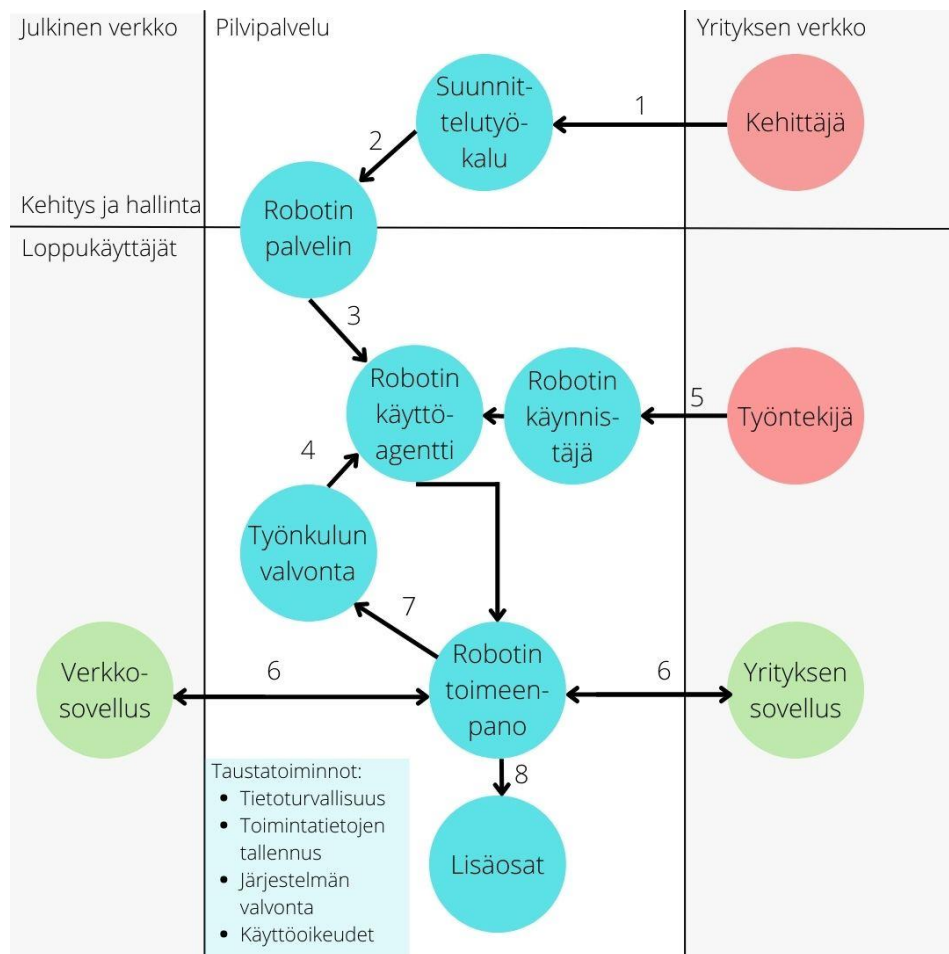 Julkinen verkko
Pilvipalvelu
Yrityksen verkko
Suunnit-
telutyö-
kalu
1
Kehittäjä
2
Kehitys ja hallinta
Robotin
palvelin
Loppukäyttäjät
3
Robotin
käyttö-
agentti
Robotin
käynnis-
täjä
5
Työntekijä
4
Työnkulun
valvonta
7
Verkko-
sovellus
6
Robotin
toimeen-
pano
6
Yrityksen
sovellus
8
Taustatoiminnot:
• Tietoturvallisuus
• Toimintatietojen
tallennus
• Järjestelmän
valvonta
• Käyttöoikeudet
Lisäosat